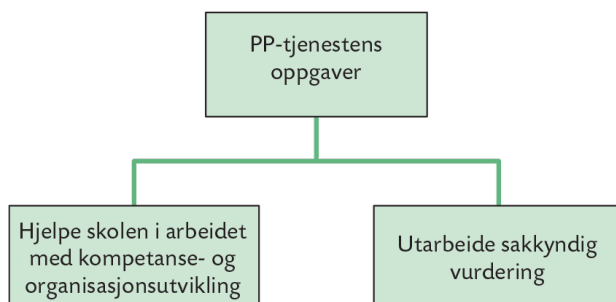 PP-tjenestens
oppgaver
Hjelpe skolen i arbeidet
med kompetanse- og
organisasjonsutvikling
Utarbeide sakkyndig
vurdering